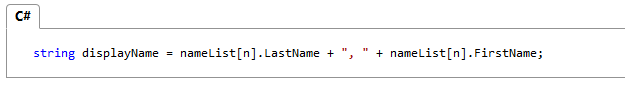 C#
string displayName = nameList[n].LastName + ", " + nameList[n].FirstName;